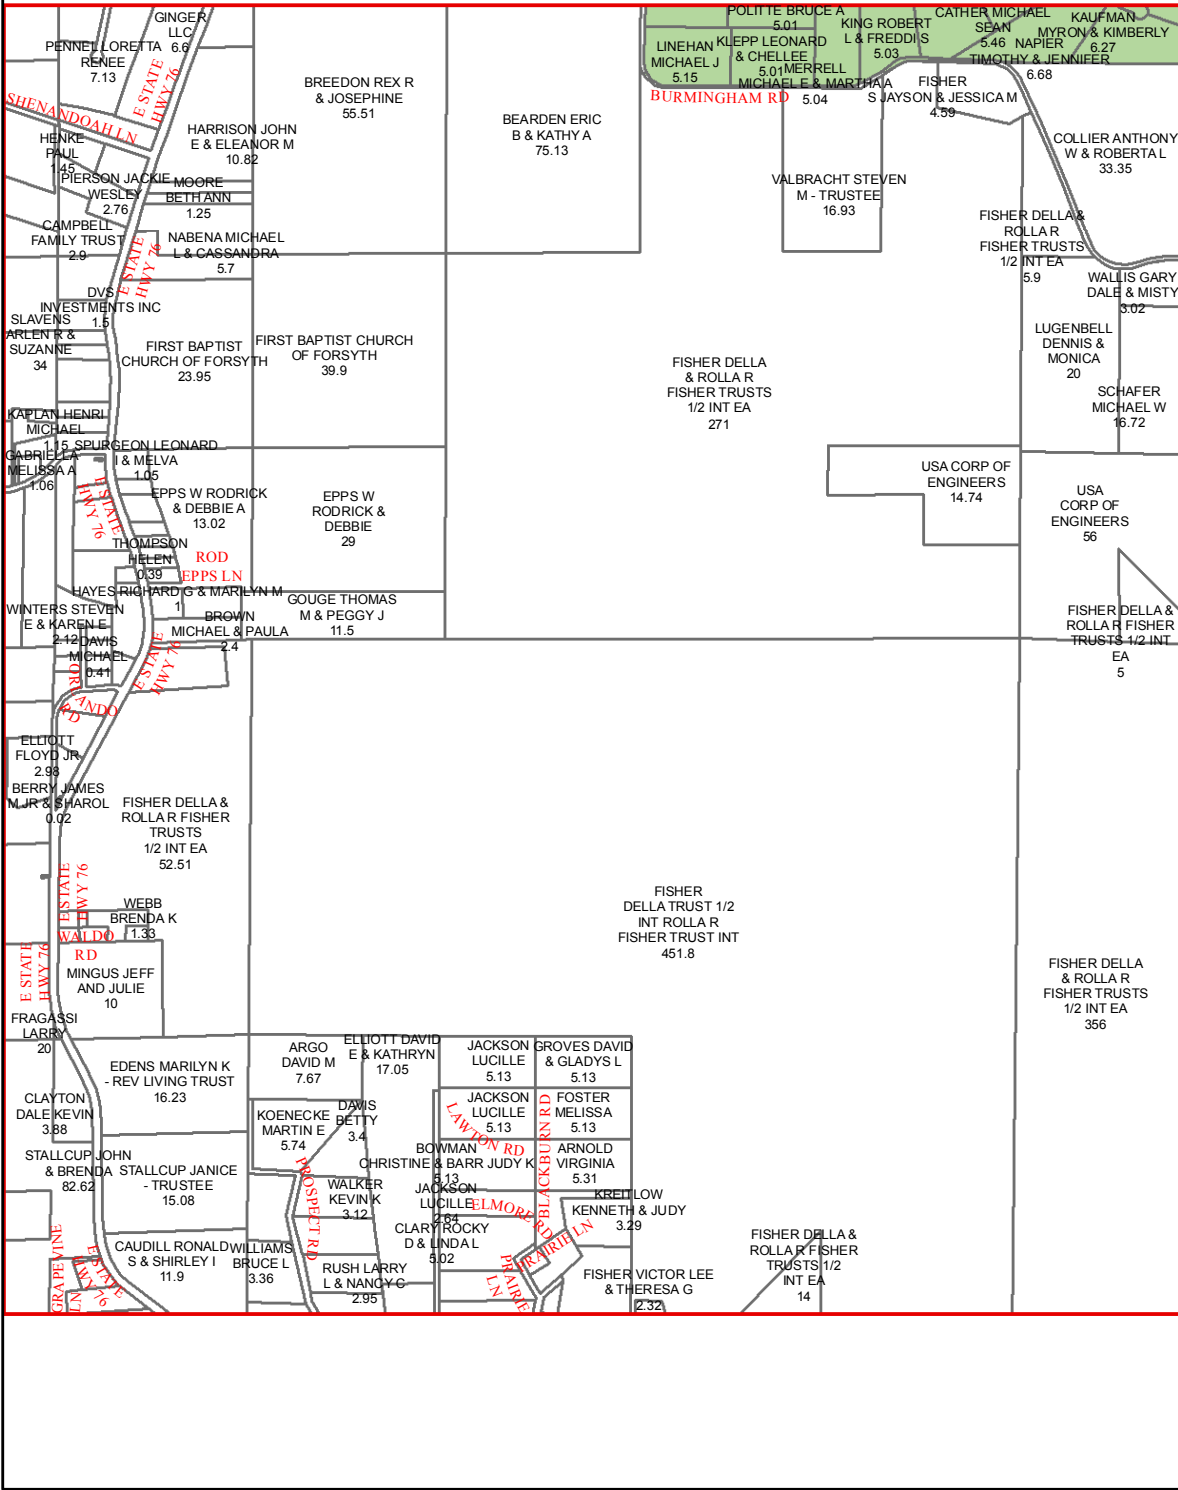 GINGER
LLC
6.6
PENNEL LORETTA
RENEE
7.13
E STATE
HWY 76
SHENANDOAH LN
HENKE
PAUL
1.45
PIERSON JACKIE
WESLEY
2.76
CAMPBELL
FAMILY TRUST
2.9
HARRISON JOHN
E & ELEANOR M
10.82
MOORE
BETH ANN
1.25
NABENA MICHAEL
L & CASSANDRA
5.7
E STATE
HWY 76
BREEDON REX R
& JOSEPHINE
55.51
BEARDEN ERIC
B & KATHY A
75.13
POLITTE BRUCE A
5.01
LINEHAN
MICHAEL J
5.15
KLEPP LEONARD
& CHELLEE
5.01
MERRELL
MICHAEL E & MARTHA A
5.04
KING ROBERT
L & FREDDI S
5.03
CATHER MICHAEL
SEAN
5.46
KAUFMAN
MYRON & KIMBERLY
6.27
NAPIER
TIMOTHY & JENNIFER
6.68
BURMINGHAM RD
FISHER
S JAYSON & JESSICA M
4.59
COLLIER ANTHONY
W & ROBERTA L
33.35
VALBRACHT STEVEN
M - TRUSTEE
16.93
FISHER DELLA &
ROLLA R
FISHER TRUSTS
1/2 INT EA
5.9
WALLIS GARY
DALE & MISTY
3.02
LUGENBELL
DENNIS &
MONICA
20
SCHAFER
MICHAEL W
16.72
DVS
INVESTMENTS INC
1.5
SLAVENS
ARLEN R &
SUZANNE
34
FIRST BAPTIST
CHURCH OF FORSYTH
23.95
FIRST BAPTIST CHURCH
OF FORSYTH
39.9
FISHER DELLA
& ROLLA R
FISHER TRUSTS
1/2 INT EA
271
KAPLAN HENRI
MICHAEL
1.15
SPURGEON LEONARD
I & MELVA
1.05
GABRIELLA
MELISSA A
1.06
E STATE
HWY 76
EPPS W RODRICK
& DEBBIE A
13.02
EPPS W
RODRICK &
DEBBIE
29
USA CORP OF
ENGINEERS
14.74
USA
CORP OF
ENGINEERS
56
THOMPSON
HELEN
0.39
ROD
EPPS LN
HAYES RICHARD G & MARILYN M
1
WINTERS STEVEN
E & KAREN E
2.12
BROWN
MICHAEL & PAULA
2.4
GOUGE THOMAS
M & PEGGY J
11.5
FISHER DELLA &
ROLLA R FISHER
TRUSTS 1/2 INT
EA
5
DAVIS
MICHAEL
0.41
E STATE
HWY 76
ORLANDO
RD
ELLIOTT
FLOYD JR
2.98
BERRY JAMES
M JR & SHAROL
0.02
FISHER DELLA &
ROLLA R FISHER
TRUSTS
1/2 INT EA
52.51
E STATE
HWY 76
WEBB
BRENDA K
1.33
WALDO
RD
E STATE
HWY 76
MINGUS JEFF
AND JULIE
10
FISHER
DELLA TRUST 1/2
INT ROLLA R
FISHER TRUST INT
451.8
FISHER DELLA
& ROLLA R
FISHER TRUSTS
1/2 INT EA
356
FRAGASSI
LARRY
20
EDENS MARILYN K
- REV LIVING TRUST
16.23
ARGO
DAVID M
7.67
ELLIOTT DAVID
E & KATHRYN
17.05
JACKSON
LUCILLE
5.13
GROVES DAVID
& GLADYS L
5.13
CLAYTON
DALE KEVIN
3.88
KOENECKE
MARTIN E
5.74
DAVIS
BETTY
3.4
JACKSON
LUCILLE
5.13
FOSTER
MELISSA
5.13
LAWTON RD
BLACKBURN RD
STALLCUP JOHN
& BRENDA
82.62
STALLCUP JANICE
- TRUSTEE
15.08
PROSPECT RD
WALKER
KEVIN K
3.12
BOWMAN
CHRISTINE & BARR JUDY K
5.13
ARNOLD
VIRGINIA
5.31
JACKSON
LUCILLE
2.64
ELMORE RD
KREITLOW
KENNETH & JUDY
3.29
CLARY ROCKY
D & LINDA L
5.02
PRAIRIE LN
PRAIRIE
LN
GRAPEVINE
LN
E STATE
HWY 76
CAUDILL RONALD
S & SHIRLEY I
11.9
WILLIAMS
BRUCE L
3.36
RUSH LARRY
L & NANCY C
2.95
FISHER VICTOR LEE
& THERESA G
2.32
FISHER DELLA &
ROLLA R FISHER
TRUSTS 1/2
INT EA
14